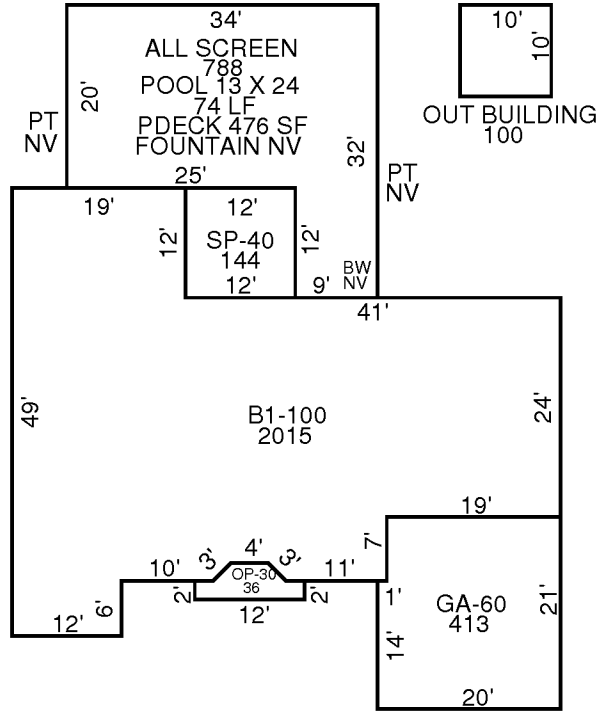 34'
ALL SCREEN
788
POOL 13 X 24
74 LF
PDECK 476 SF
FOUNTAIN NV
20'
PT
NV
32'
PT
NV
10'
10'
OUT BUILDING
100
25'
19'
12'
12'
SP-40
144
12'
12'
9'
BW
NV
41'
49'
B1-100
2015
24'
19'
7'
10'
3'
4'
3'
11'
OP-30
36
2'
2'
12'
6'
12'
1'
GA-60
413
21'
14'
20'